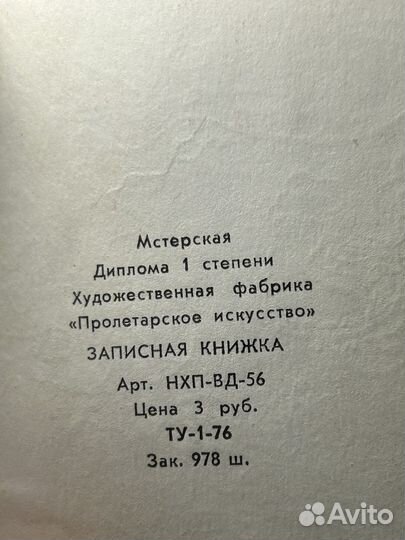 Мстерская
Диплома 1 степени
Художественная фабрика
«Пролетарское искусство»
ЗАПИСНАЯ КНИЖКА
Арт. НХП-ВД-56
Цена 3 руб.
ТУ-1-76
Зак. 978 ш.
Avito